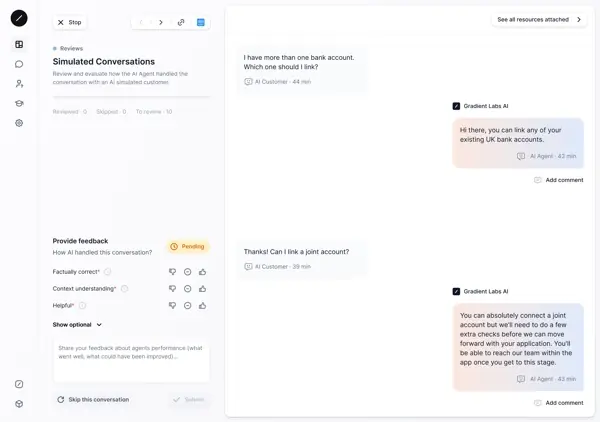 Stop
See all resources attached
Reviews
Simulated Conversations
Review and evaluate how the AI Agent handled the
conversation with an AI simulated customer.
Reviewed · 0 Skipped · 0 To review · 10
I have more than one bank account.
Which one should I link?
AI Customer · 44 min
Gradient Labs AI
Hi there, you can link any of your
existing UK bank accounts.
AI Agent · 43 min
Add comment
Provide feedback
How AI handled this conversation?
Pending
Factually correct*
Context understanding*
Helpful*
Show optional
Share your feedback about agents performance (what
went well, what could have been improved)...
Skip this conversation
Submit
Thanks! Can I link a joint account?
AI Customer · 39 min
Gradient Labs AI
You can absolutely connect a joint
account but we'll need to do a few
extra checks before we can move
forward with your application. You'll
be able to reach our team within the
app once you get to this stage.
AI Agent · 43 min
Add comment